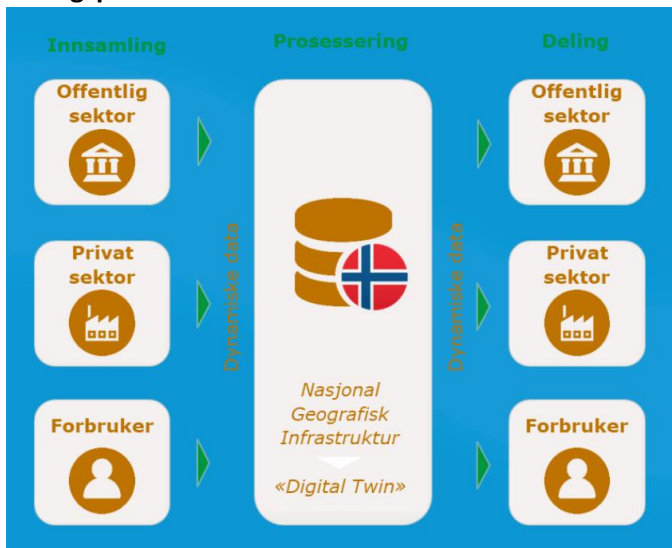 Innsamling
Prosessering
Deling
Offentlig
sektor
Privat
sektor
Forbruker
Dynamiske data
Nasjonal
Geografisk
Infrastruktur
«Digital Twin»
Dynamiske data
Offentlig
sektor
Privat
sektor
Forbruker